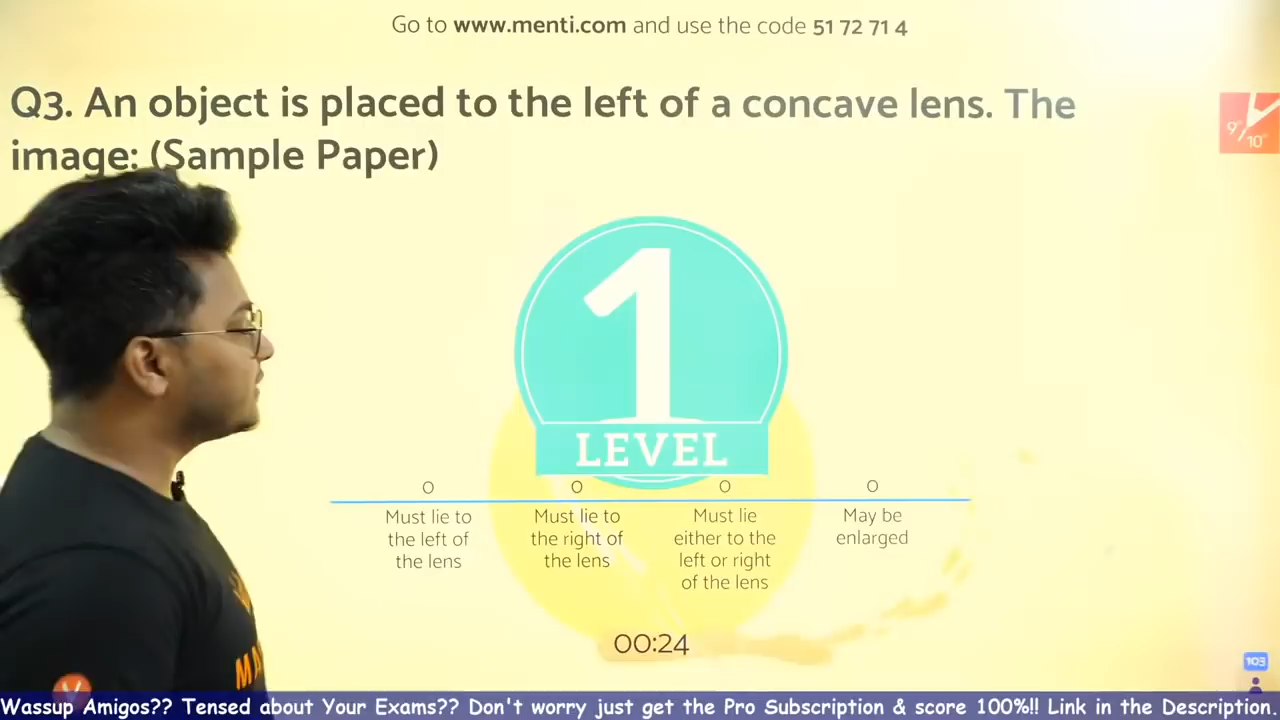 Go to www.menti.com and use the code 51 72 71 4
Q3. An object is placed to the left of a concave lens. The
image: (Sample Paper)
9th/10th
1
LEVEL
0 0 0 0
Must lie to
the left of
the lens
Must lie to
the right of
the lens
Must lie
either to the
left or right
of the lens
May be
enlarged
00:24
103
Wassup Amigos?? Tensed about Your Exams?? Don't worry just get the Pro Subscription & score 100%!! Link in the Description.